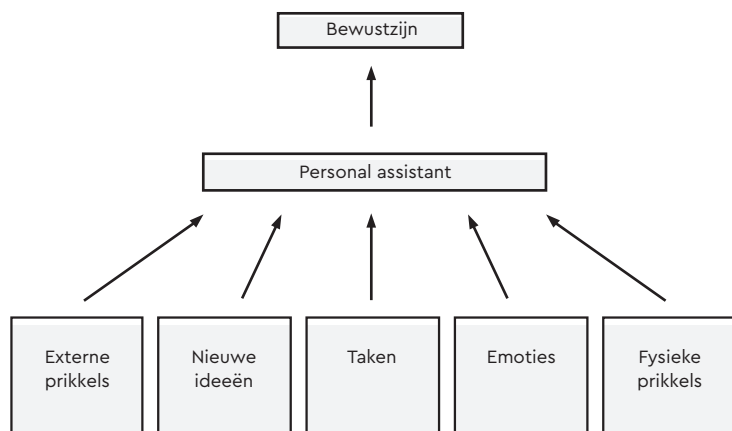 Bewustzijn
Personal assistant
Externe
prikkels
Nieuwe
ideeën
Taken
Emoties
Fysieke
prikkels